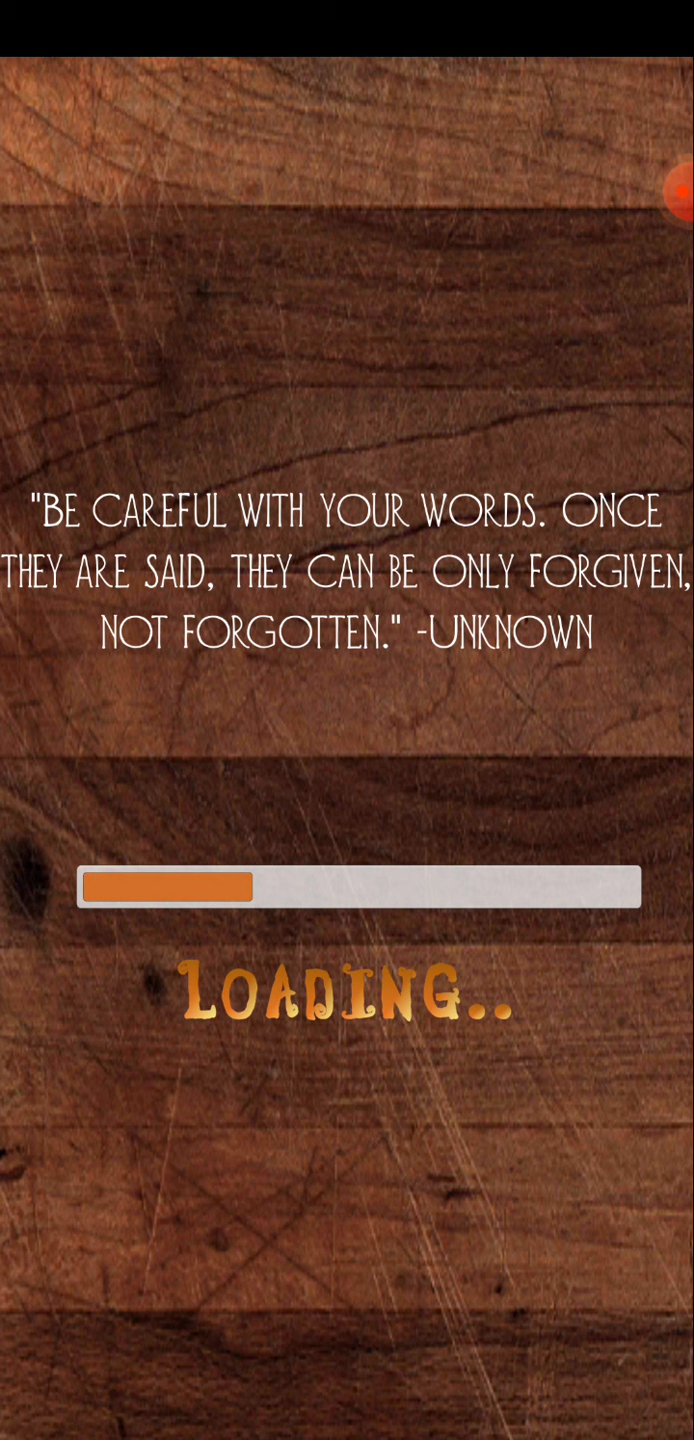 "Be careful with your words. Once
they are said, they can be only forgiven,
not forgotten." -Unknown
Loading..